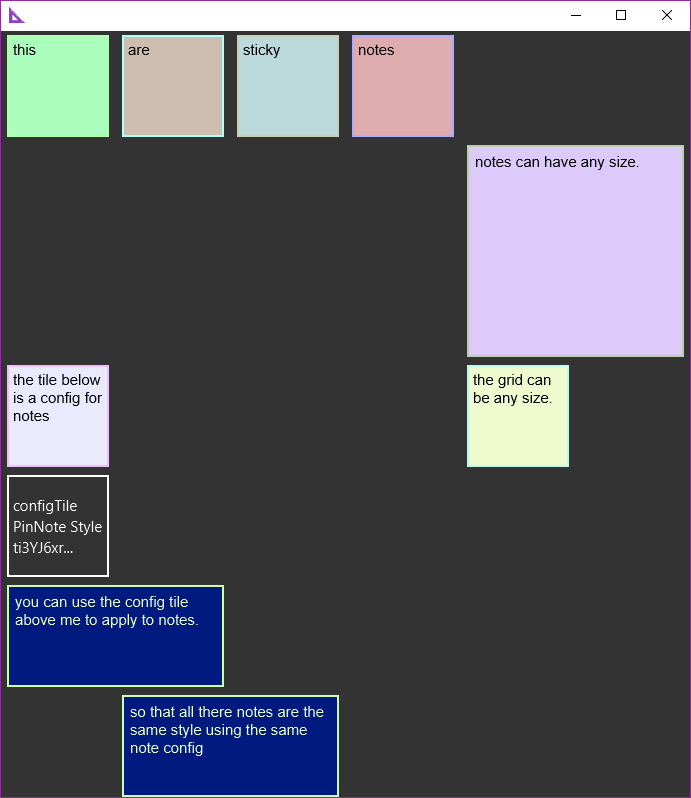 this
are
sticky
notes
notes can have any size.
the tile below
is a config for
notes
the grid can
be any size.
configTile
PinNote Style
ti3YJ6xr...
you can use the config tile
above me to apply to notes.
so that all there notes are the
same style using the same
note config